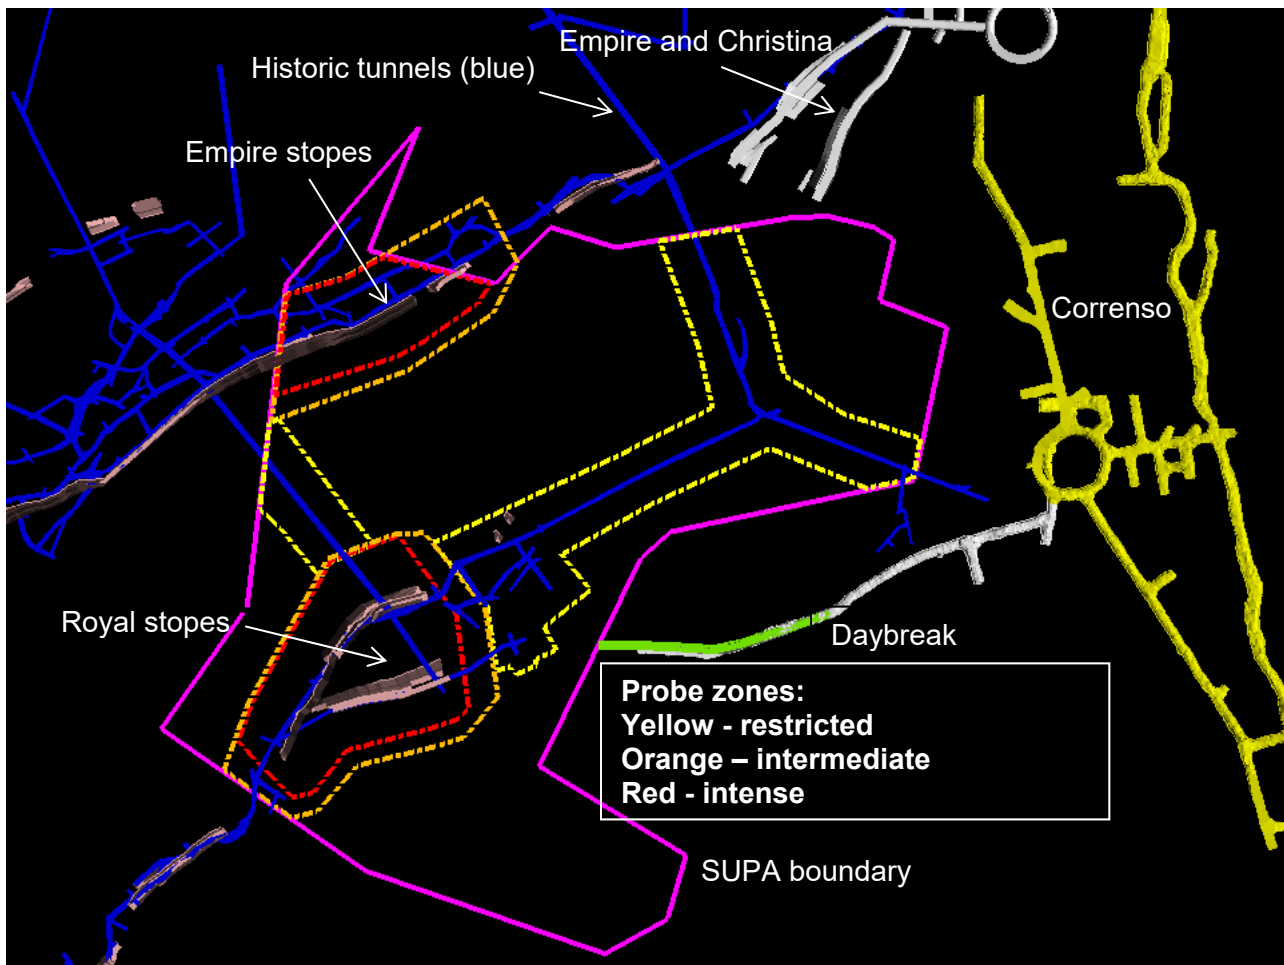 Empire and Christina
Historic tunnels (blue)
Empire stopes
Correnso
Royal stopes
Daybreak
Probe zones:
Yellow - restricted
Orange – intermediate
Red - intense
SUPA boundary